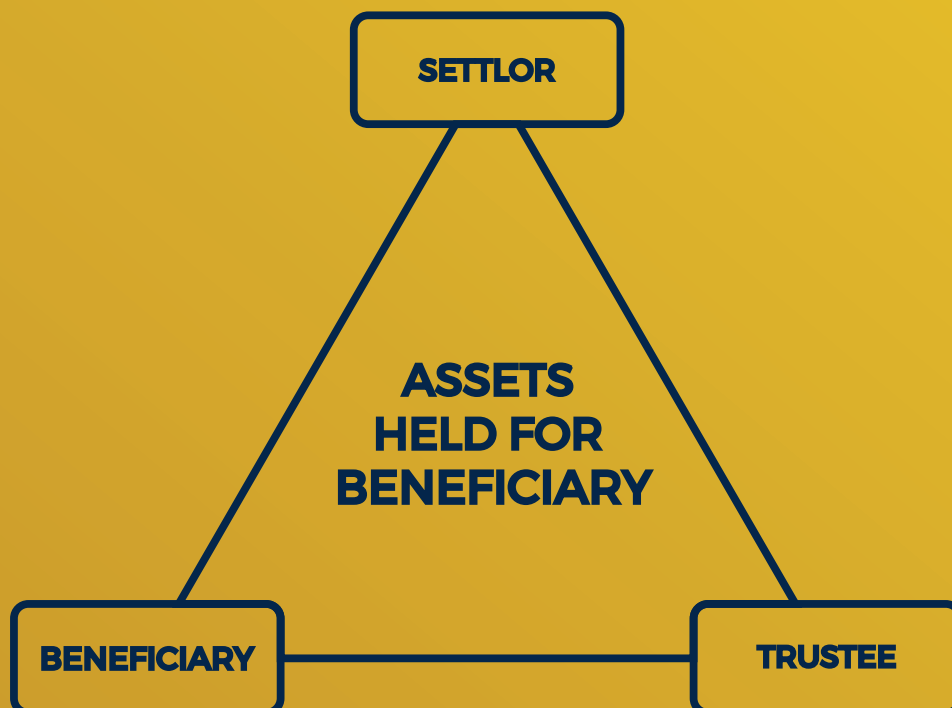 SETTLOR
ASSETS
HELD FOR
BENEFICIARY
BENEFICIARY
TRUSTEE